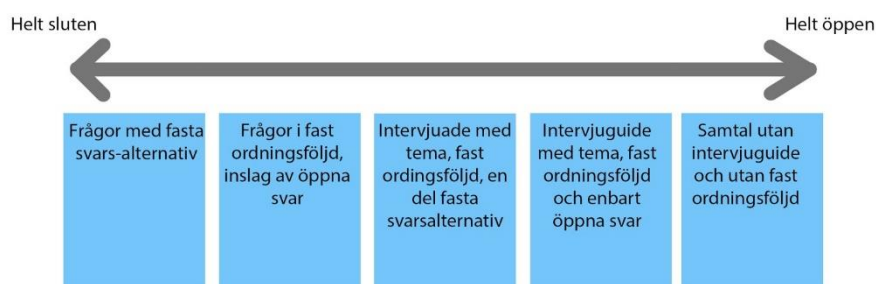 Helt sluten
Helt öppen
Frågor med fasta
svars-alternativ
Frågor i fast
ordningsföljd,
inslag av öppna
svar
Intervjuade med
tema, fast
ordingsföljd, en
del fasta
svarsalternativ
Intervjuguide
med tema, fast
ordningsföljd
och enbart
öppna svar
Samtal utan
intervjuguide
och utan fast
ordningsföljd